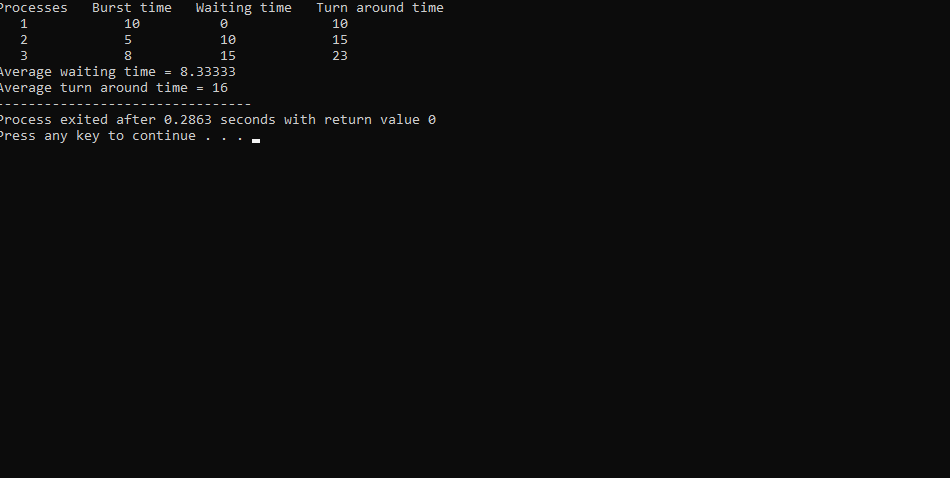 Processes   Burst time   Waiting time   Turn around time
   1            10          0             10
   2            5           10            15
   3            8           15            23
Average waiting time = 8.33333
Average turn around time = 16
--------------------------------
Process exited after 0.2863 seconds with return value 0
Press any key to continue . . .